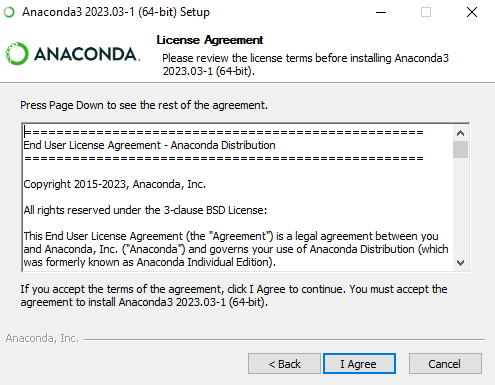 Anaconda3 2023.03-1 (64-bit) Setup
ANACONDA.
License Agreement
Please review the license terms before installing Anaconda3
2023.03-1 (64-bit).
Press Page Down to see the rest of the agreement.
==================================================
End User License Agreement - Anaconda Distribution
==================================================
Copyright 2015-2023, Anaconda, Inc.
All rights reserved under the 3-clause BSD License:
This End User License Agreement (the "Agreement") is a legal agreement between you
and Anaconda, Inc. ("Anaconda") and governs your use of Anaconda Distribution (which
was formerly known as Anaconda Individual Edition).
If you accept the terms of the agreement, click I Agree to continue. You must accept the
agreement to install Anaconda3 2023.03-1 (64-bit).
Anaconda, Inc.
< Back
I Agree
Cancel